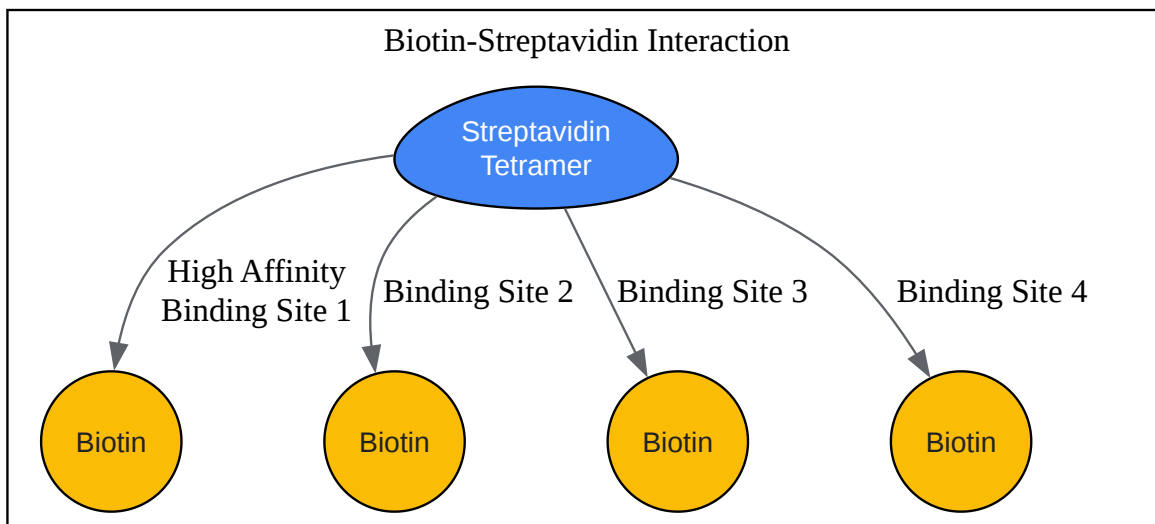 Biotin-Streptavidin Interaction
Streptavidin
Tetramer
High Affinity
Binding Site 1
Binding Site 2
Binding Site 3
Binding Site 4
Biotin
Biotin
Biotin
Biotin